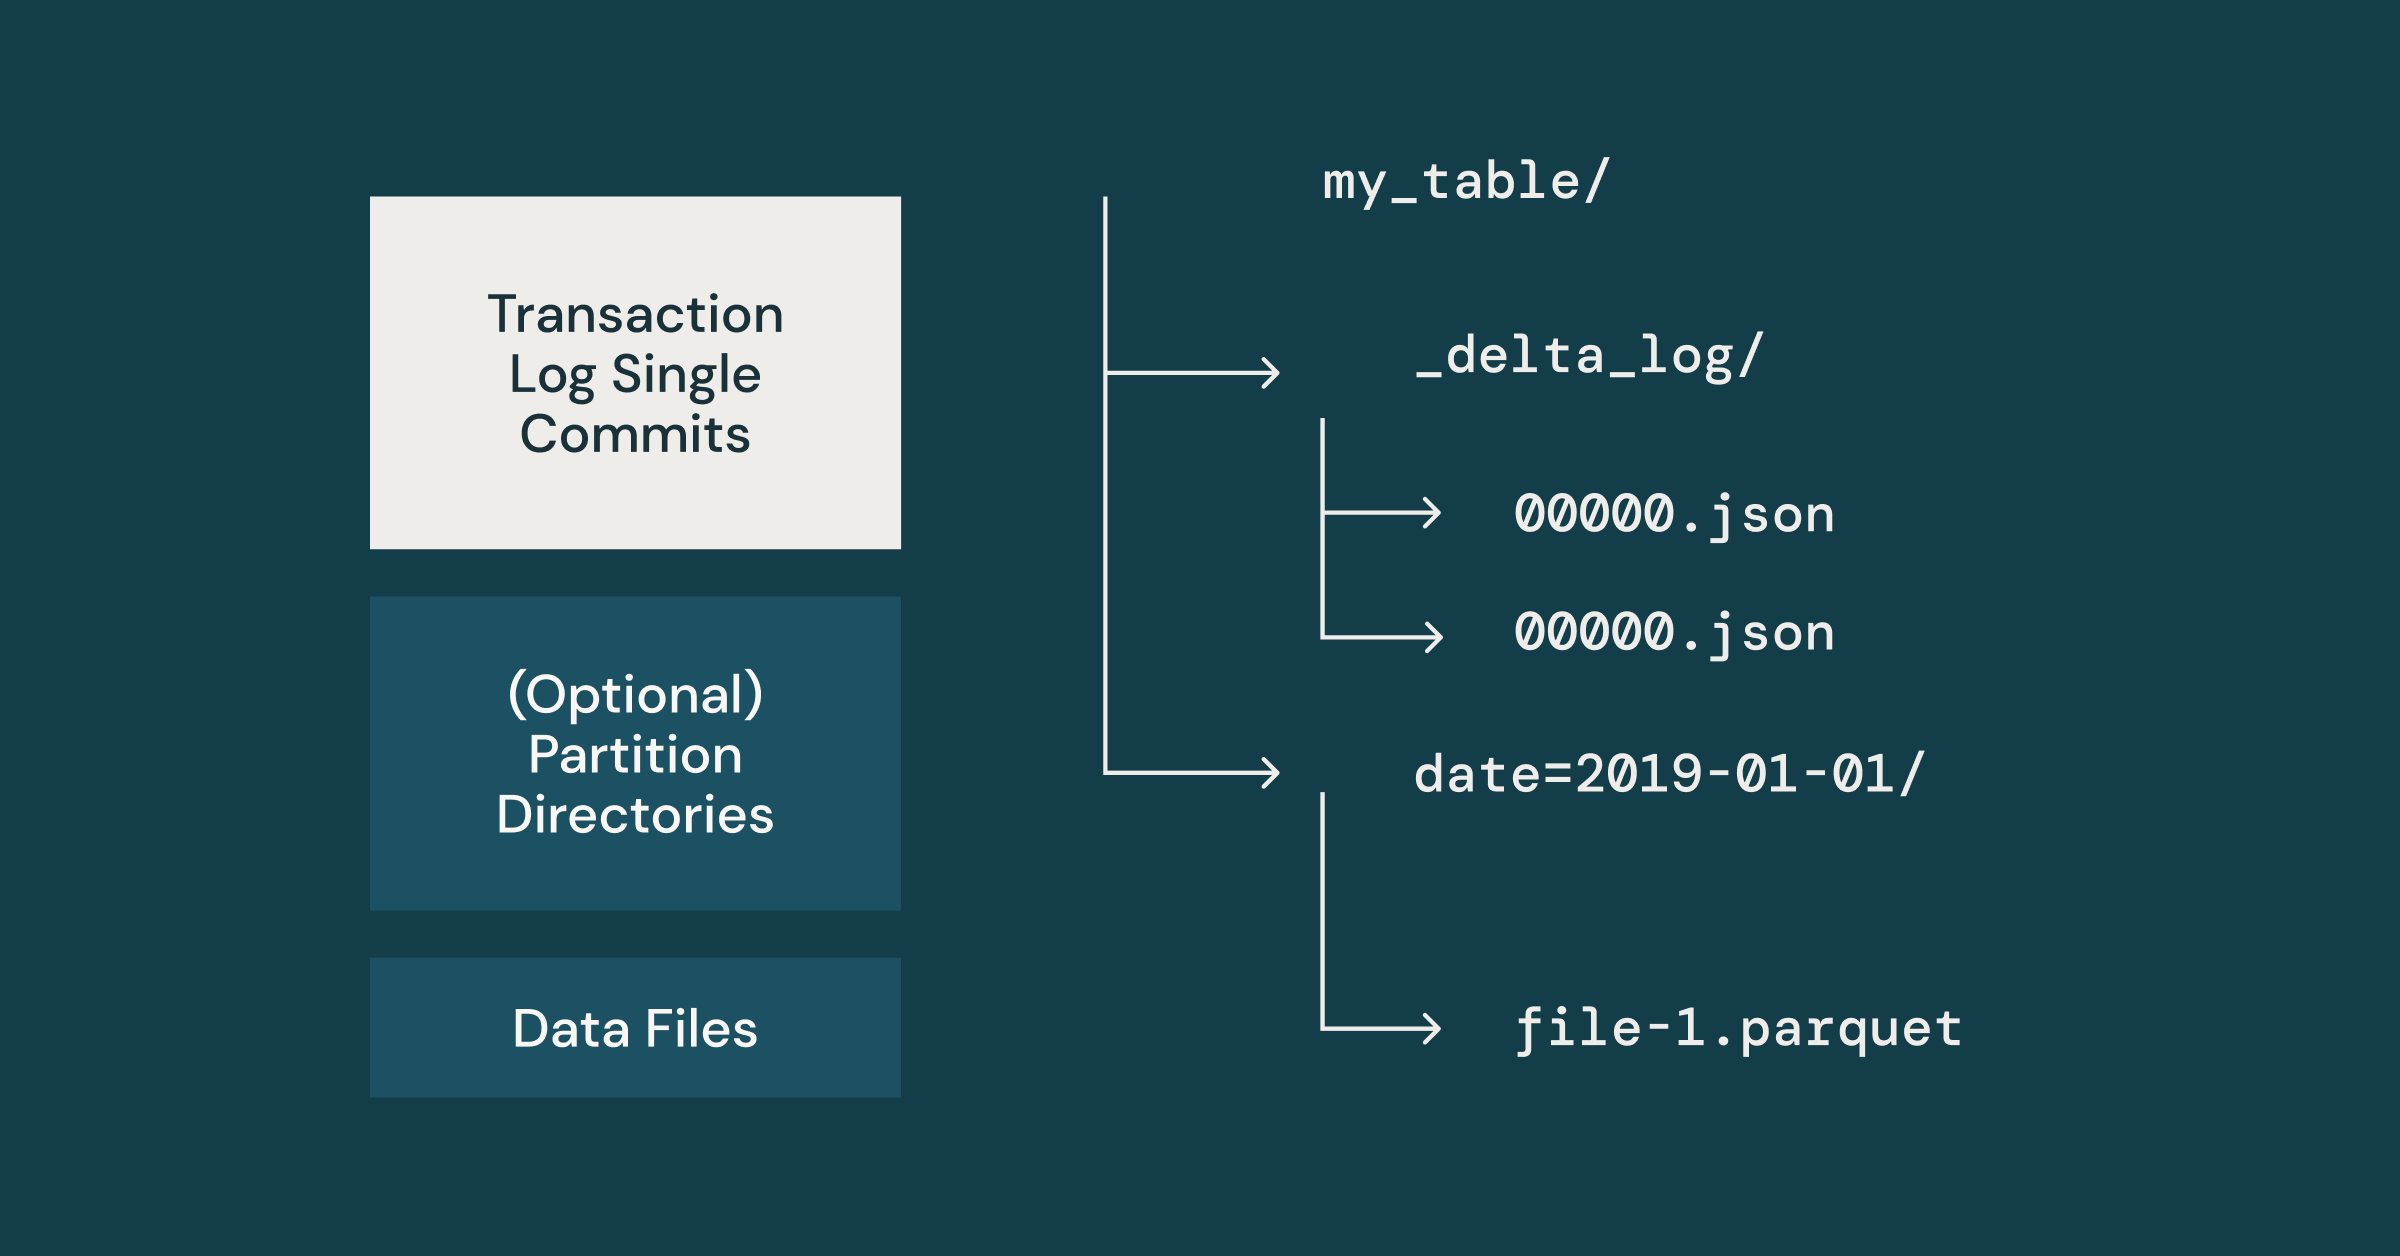 Transaction
Log Single
Commits
(Optional)
Partition
Directories
Data Files
my_table/
_delta_log/
00000.json
00000.json
date=2019-01-01/
file-1.parquet